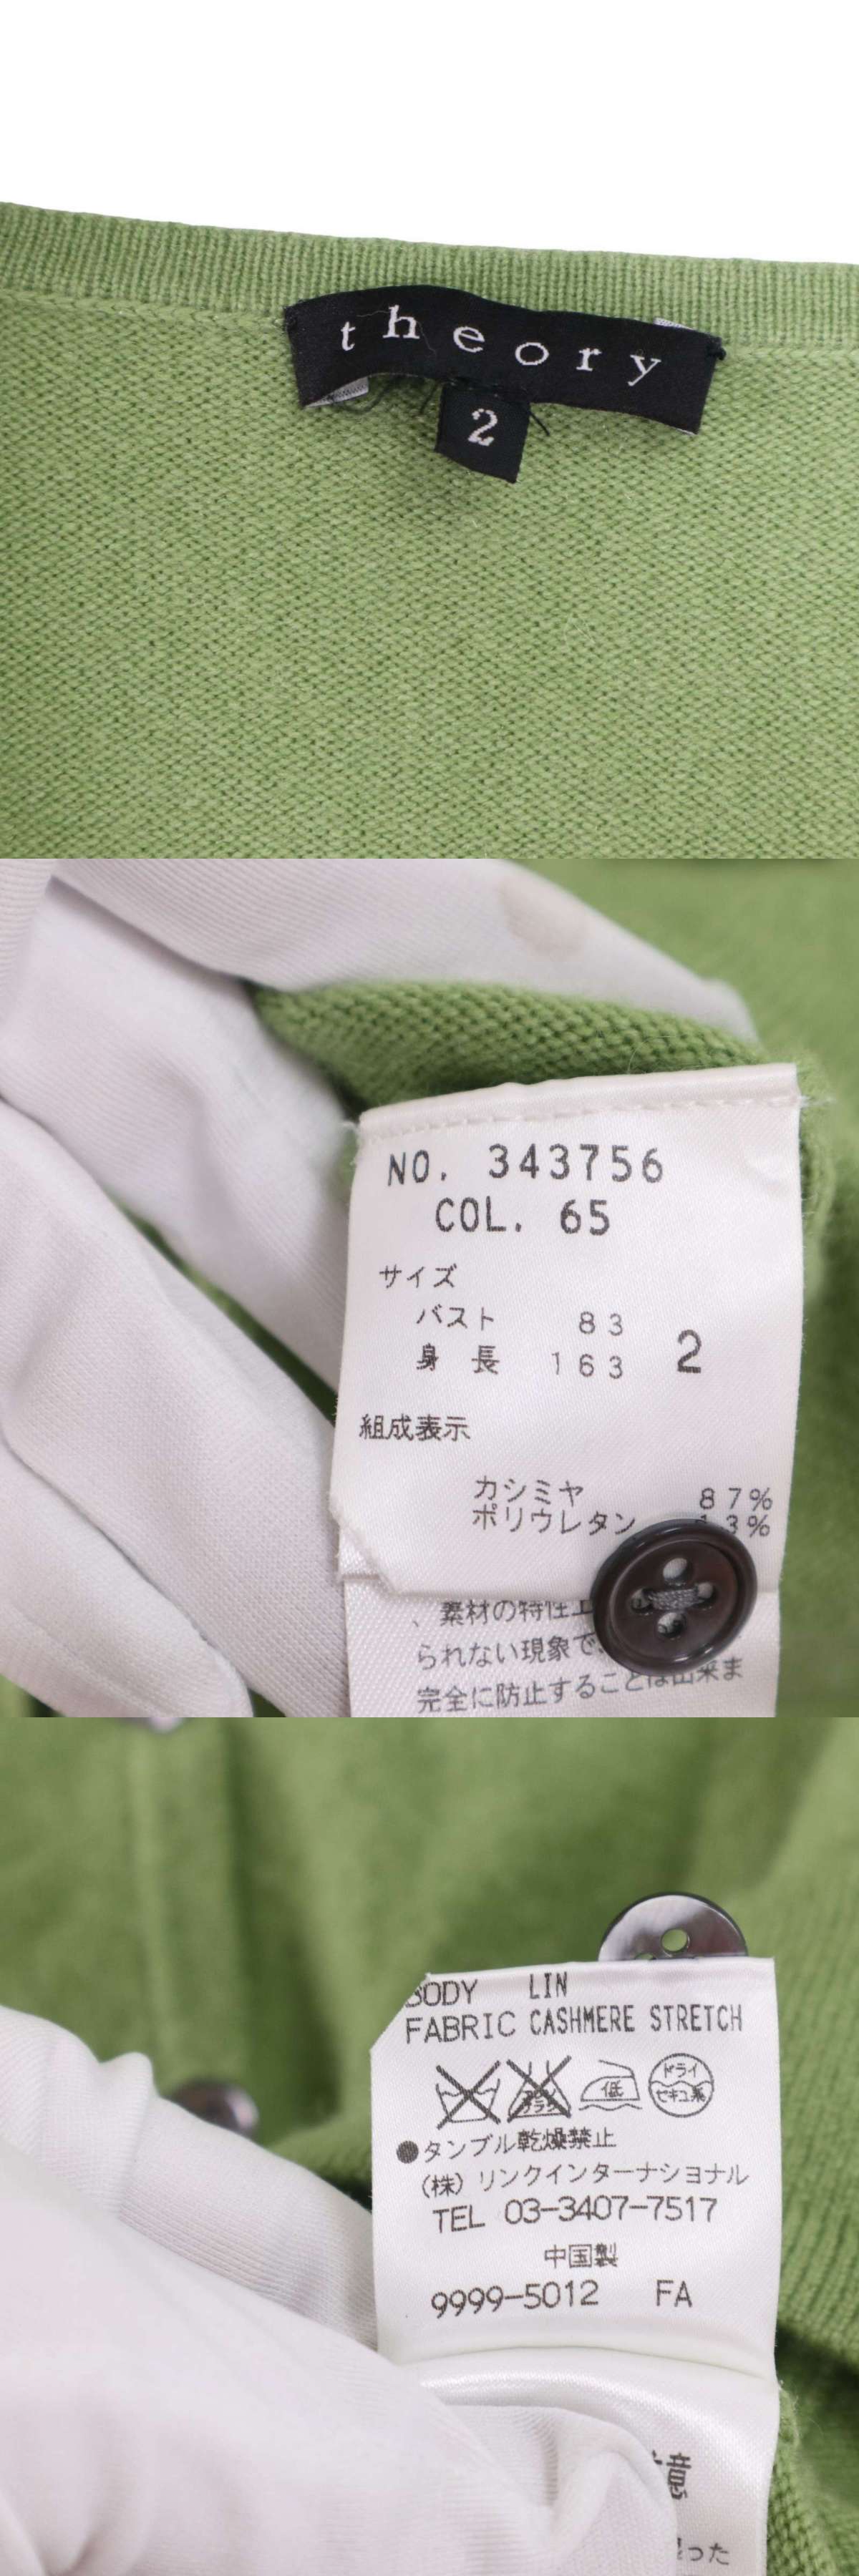 theory
2
NO. 343756
COL. 65
サイズ
バスト 83
身長 163 2
組成表示
カシミヤ 87%
ポリウレタン 13%
、素材の特性上
られない現象で
完全に防止することは出来ま
BODY LIN
FABRIC CASHMERE STRETCH
低
ドライ
セキユ系
●タンブル乾燥禁止
(株)リンクインターナショナル
TEL 03-3407-7517
中国製
9999-5012 FA
意
った